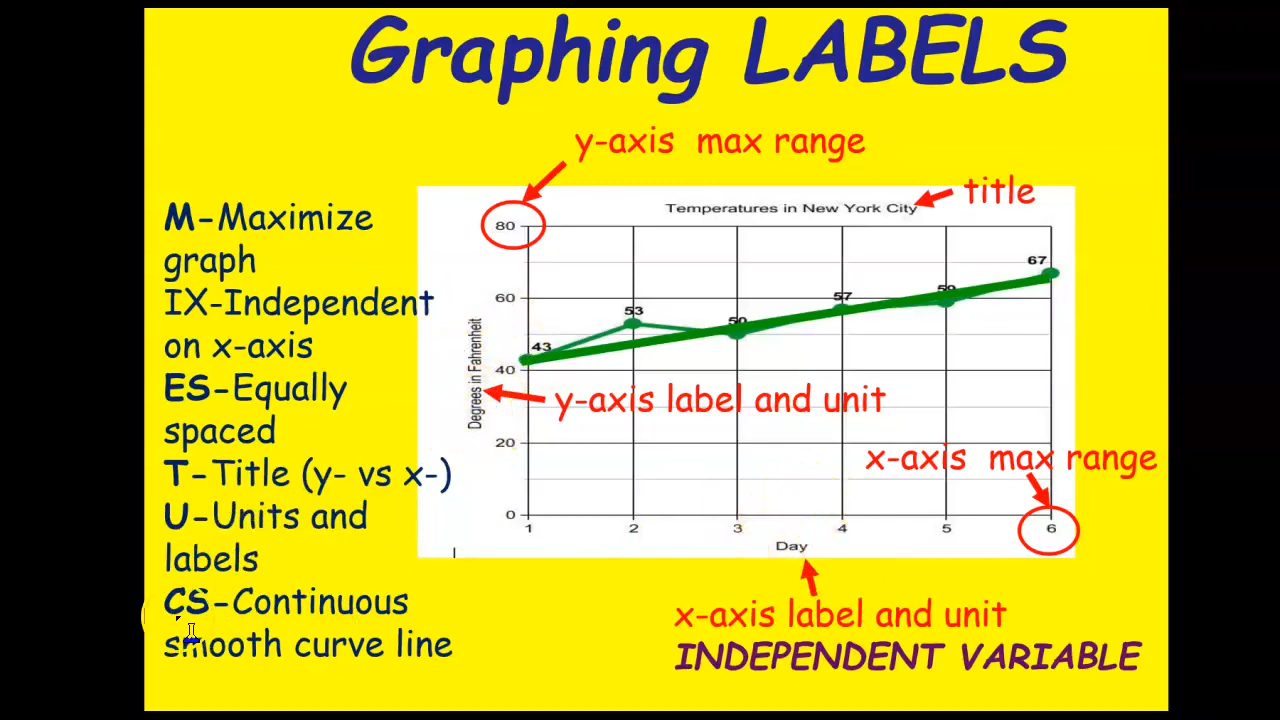 Graphing LABELS
y-axis max range
title
M-Maximize
graph
IX-Independent
on x-axis
ES-Equally
spaced
T-Title (y- vs x-)
U-Units and
labels
CS-Continuous
smooth curve line
Temperatures in New York City
80
60
40
20
0
Degrees in Fahrenheit
43
53
50
57
59
67
y-axis label and unit
x-axis max range
1 2 3 4 5 6
Day
x-axis label and unit
INDEPENDENT VARIABLE